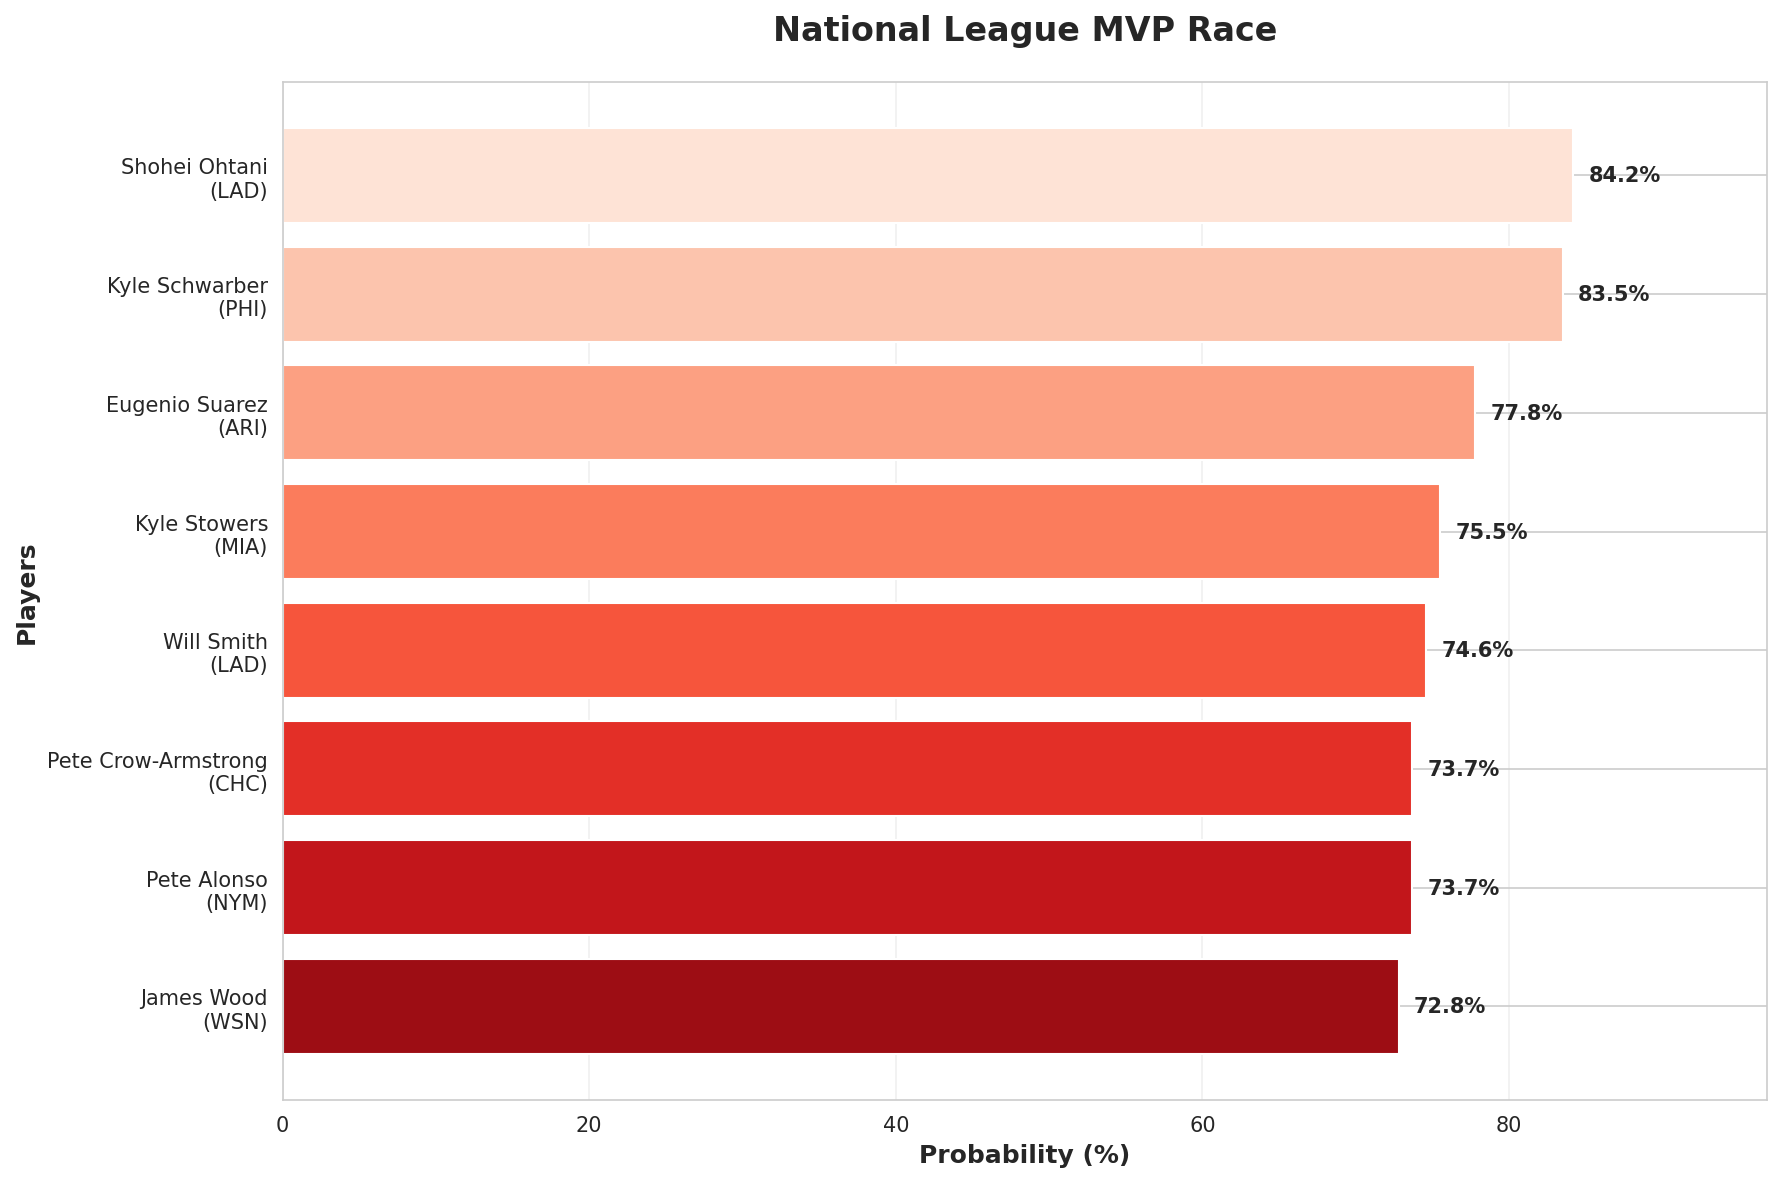 National League MVP Race
Shohei Ohtani
(LAD)
84.2%
Kyle Schwarber
(PHI)
83.5%
Eugenio Suarez
(ARI)
77.8%
Kyle Stowers
(MIA)
75.5%
Will Smith
(LAD)
74.6%
Pete Crow-Armstrong
(CHC)
73.7%
Pete Alonso
(NYM)
73.7%
James Wood
(WSN)
72.8%
Players
0 20 40 60 80
Probability (%)